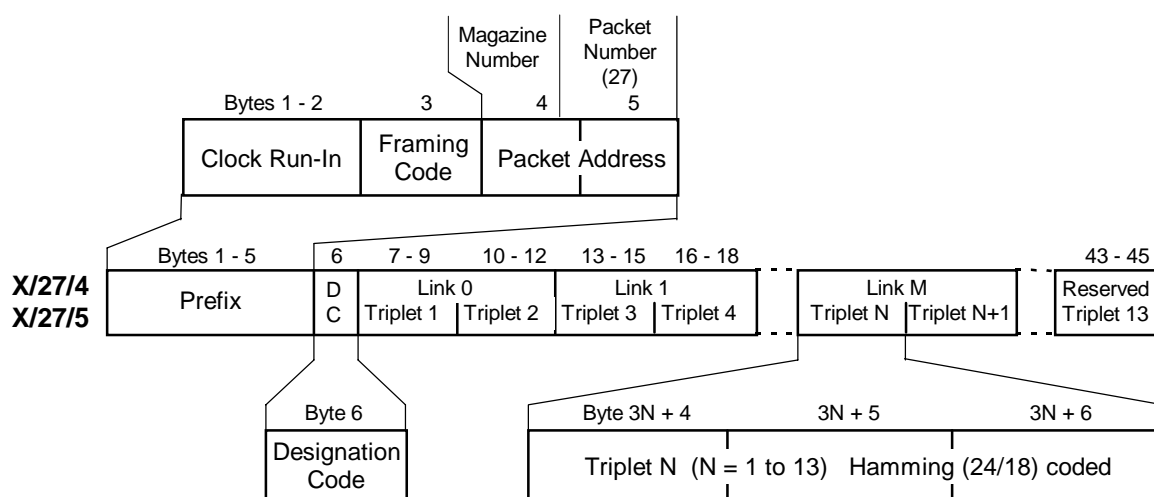 Magazine Number
Packet Number (27)
Bytes 1 - 2
3
4
5
Clock Run-In
Framing Code
Packet Address
Bytes 1 - 5
6
7 - 9
10 - 12
13 - 15
16 - 18
43 - 45
X/27/4
X/27/5
Prefix
D C
Link 0
Triplet 1
Triplet 2
Link 1
Triplet 3
Triplet 4
Link M
Triplet N
Triplet N+1
Reserved Triplet 13
Byte 6
Designation Code
Byte 3N + 4
3N + 5
3N + 6
Triplet N (N = 1 to 13) Hamming (24/18) coded